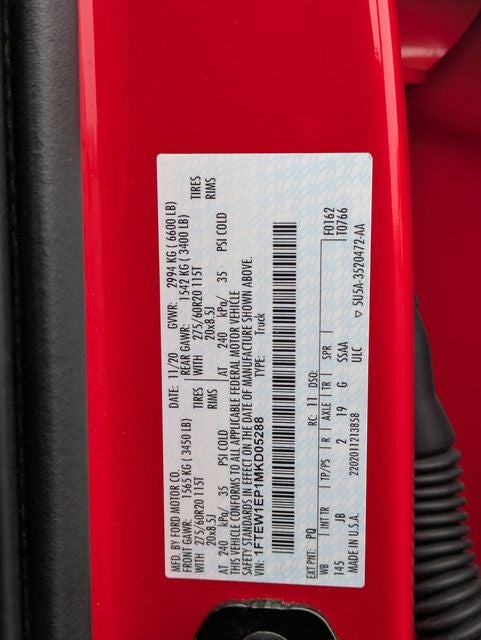 MFD. BY FORD MOTOR CO. DATE: 11/20 GVWR: 2994 KG ( 6600 LB)
FRONT GAWR: 1565 KG ( 3450 LB) REAR GAWR: 1542 KG ( 3400 LB)
WITH 275/60R20 115T TIRES WITH 275/60R20 115T TIRES
20x8.5J RIMS 20x8.5J RIMS
AT 240 kPa/ 35 PSI COLD AT 240 kPa/ 35 PSI COLD
THIS VEHICLE CONFORMS TO ALL APPLICABLE FEDERAL MOTOR VEHICLE
SAFETY STANDARDS IN EFFECT ON THE DATE OF MANUFACTURE SHOWN ABOVE.
VIN: 1FTEW1EP1MKD05288 TYPE: Truck
EXT PNT: PQ RC: 11 DSO: F0162
T0766
WB INT TR TP/PS R AXLE TR SPR
145 JB 2 19 G SSAA
MADE IN U.S.A. 2202011213858 ULC ▽ 5U5A-3520472-AA